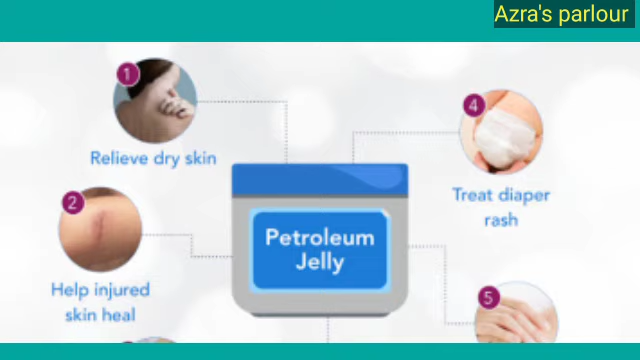 Azra's parlour
1
Relieve dry skin
2
Help injured
skin heal
Petroleum
Jelly
4
Treat diaper
rash
5